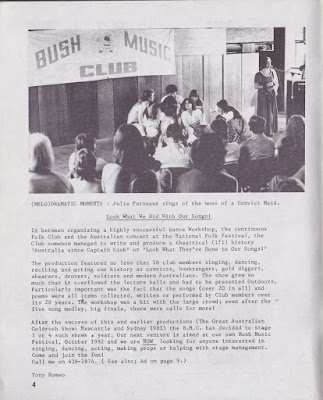 BUSH MUSIC
CLUB
(MELO)DRAMATIC MOMENTS : Julie Furnause sings of the woes of a Convict Maid.
Look What We Did With Our Songs!
In between organizing a highly successful Dance Workshop, the continuous
Folk Club and the Australian concert at the National Folk Festival, the
Club somehow managed to write and produce a theatrical (??!) history
'Australia since Captain Cook' or 'Look What They've Done to Our Songs!'
The production featured no less than 28 club members singing, dancing,
reciting and acting our history as convicts, bushrangers, gold diggers,
shearers, drovers, soldiers and modern Australians. The show grew so
much that it overflowed the lecture halls and had to be presented Outdoors.
Particularly important was the fact that the songs (over 20 in all) and
poems were all items collected, written or performed by Club members over
its 28 years. The workshop was a hit with the large crowd; even after the
five song medley, big finale, there were calls for more!
After the success of this and earlier productions (The Great Australian
Goldrush Show: Newcastle and Sydney 1981) the B.M.C. has decided to stage
3 or 4 such shows a year. Our next venture is aimed at our own Bush Music
Festival, October 1982 and we are NOW looking for anyone interested in
singing, dancing, acting, making props or helping with stage management.
Come and join the fun!
Call me on 438-2874. ( See also: Ad on page 9.)
Tony Romeo
4